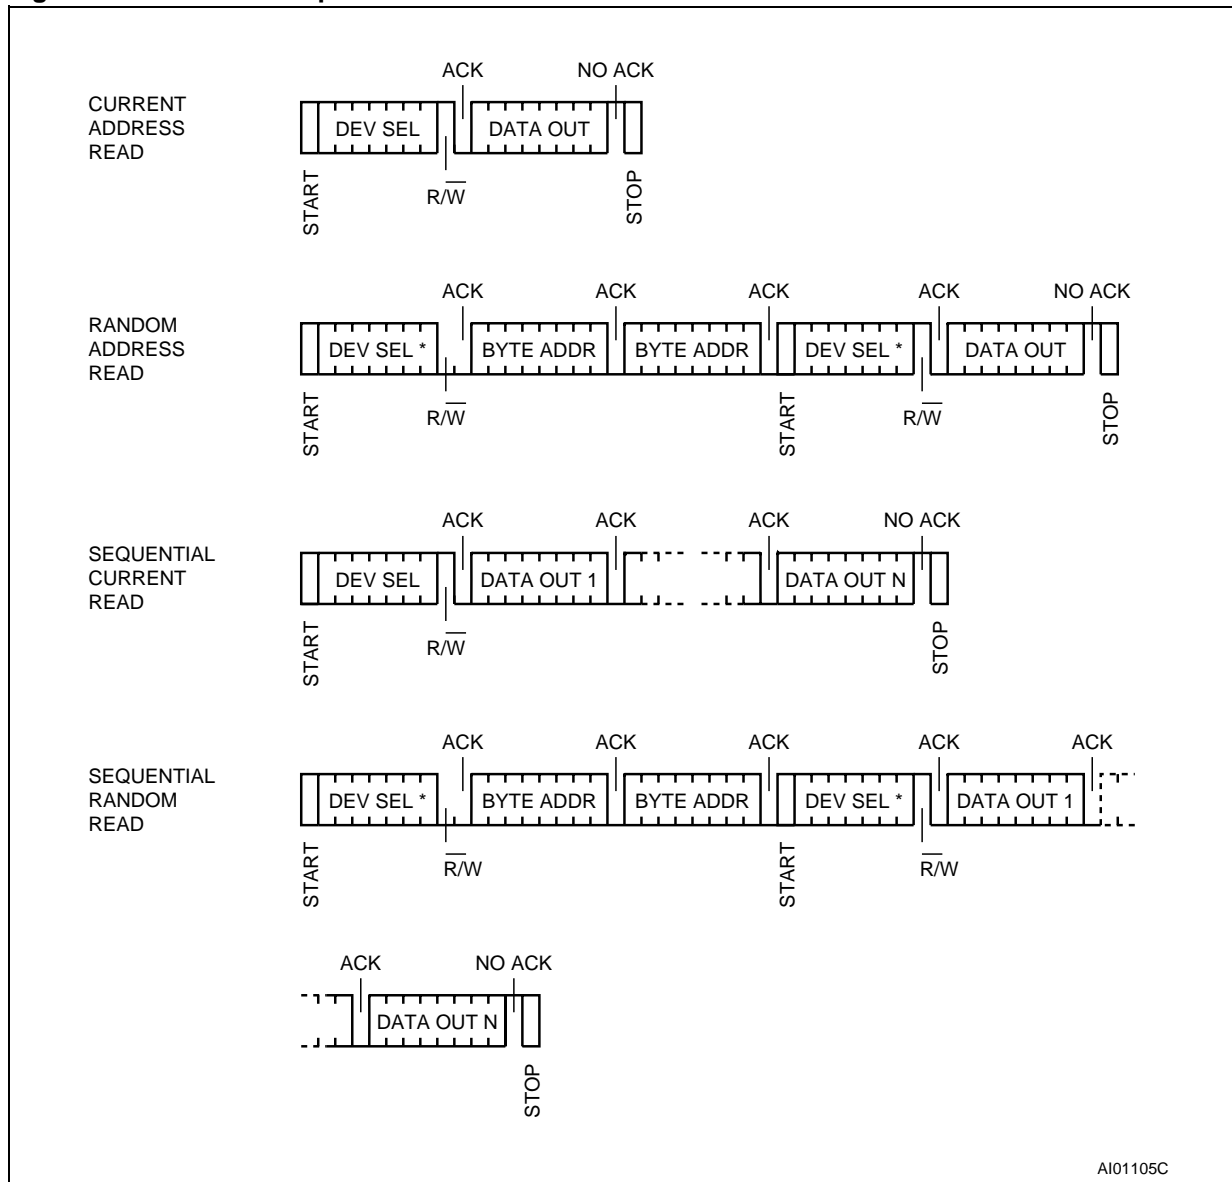 ACK NO ACK
CURRENT
ADDRESS
READ
DEV SEL DATA OUT
START R/W̅ STOP
ACK ACK ACK ACK NO ACK
RANDOM
ADDRESS
READ
DEV SEL * BYTE ADDR BYTE ADDR DEV SEL * DATA OUT
START R/W̅ START R/W̅ STOP
ACK ACK ACK NO ACK
SEQUENTIAL
CURRENT
READ
DEV SEL DATA OUT 1 DATA OUT N
START R/W̅ STOP
ACK ACK ACK ACK ACK
SEQUENTIAL
RANDOM
READ
DEV SEL * BYTE ADDR BYTE ADDR DEV SEL * DATA OUT 1
START R̅/̅W START R̅/̅W
ACK NO ACK
DATA OUT N
STOP
AI01105C